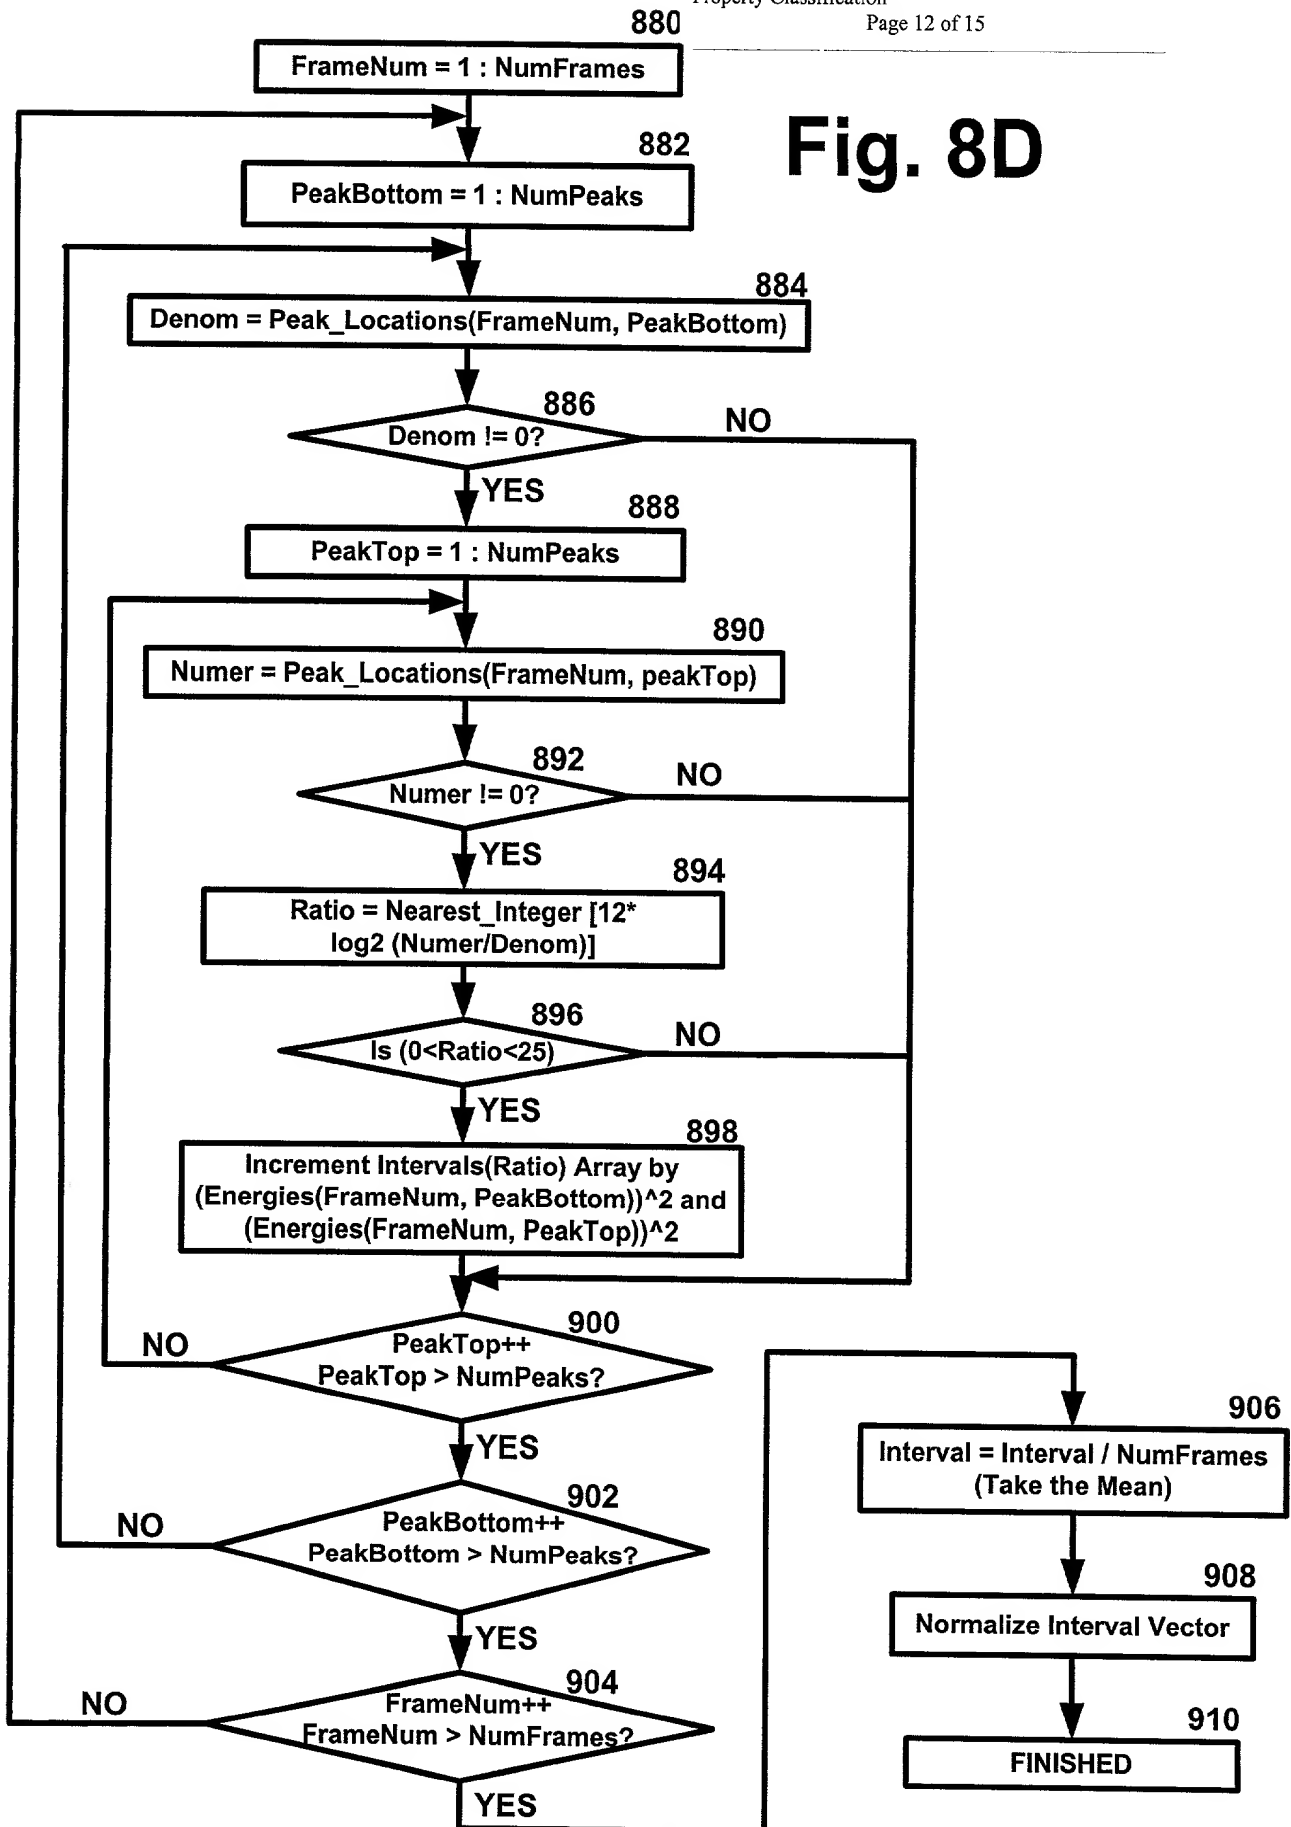 Property Classification
Page 12 of 15
880
FrameNum = 1 : NumFrames
Fig. 8D
882
PeakBottom = 1 : NumPeaks
884
Denom = Peak_Locations(FrameNum, PeakBottom)
886
Denom != 0?
NO
YES
888
PeakTop = 1 : NumPeaks
890
Numer = Peak_Locations(FrameNum, peakTop)
892
Numer != 0?
NO
YES
894
Ratio = Nearest_Integer [12*
log2 (Numer/Denom)]
896
Is (0<Ratio<25)
NO
YES
898
Increment Intervals(Ratio) Array by
(Energies(FrameNum, PeakBottom))^2 and
(Energies(FrameNum, PeakTop))^2
900
PeakTop++
PeakTop > NumPeaks?
NO
YES
902
PeakBottom++
PeakBottom > NumPeaks?
NO
YES
904
FrameNum++
FrameNum > NumFrames?
NO
YES
906
Interval = Interval / NumFrames
(Take the Mean)
908
Normalize Interval Vector
910
FINISHED